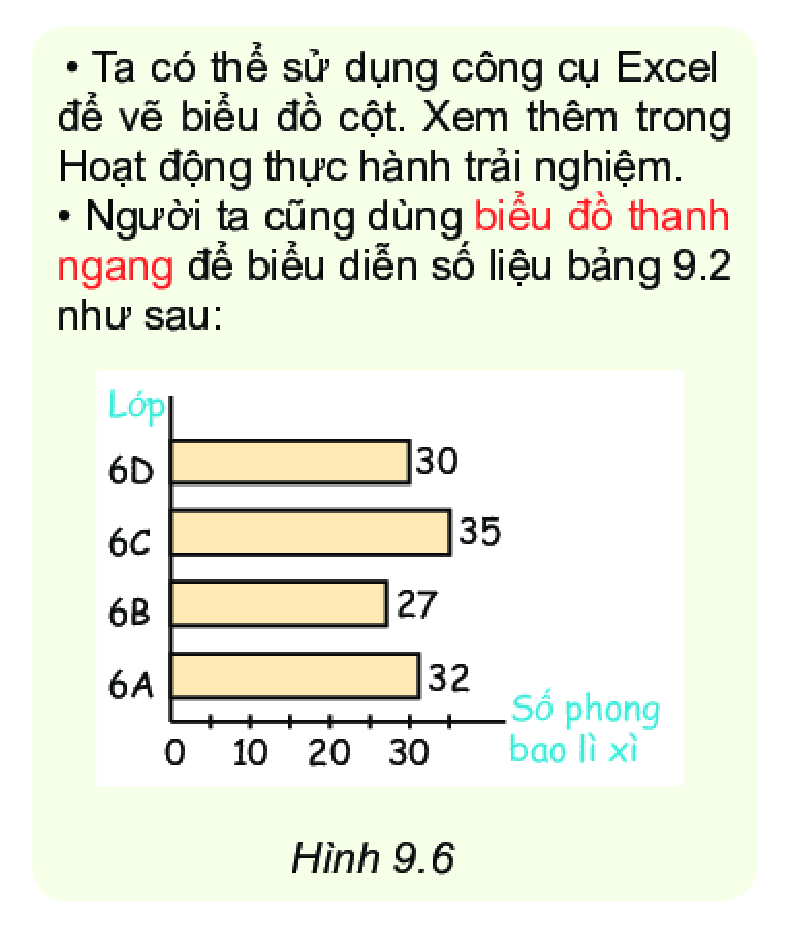 • Ta có thể sử dụng công cụ Excel
để vẽ biểu đồ cột. Xem thêm trong
Hoạt động thực hành trải nghiệm.
• Người ta cũng dùng biểu đồ thanh
ngang để biểu diễn số liệu bảng 9.2
như sau:
Lớp
6D 30
6C 35
6B 27
6A 32
0 10 20 30
Số phong
bao lì xì
Hình 9.6